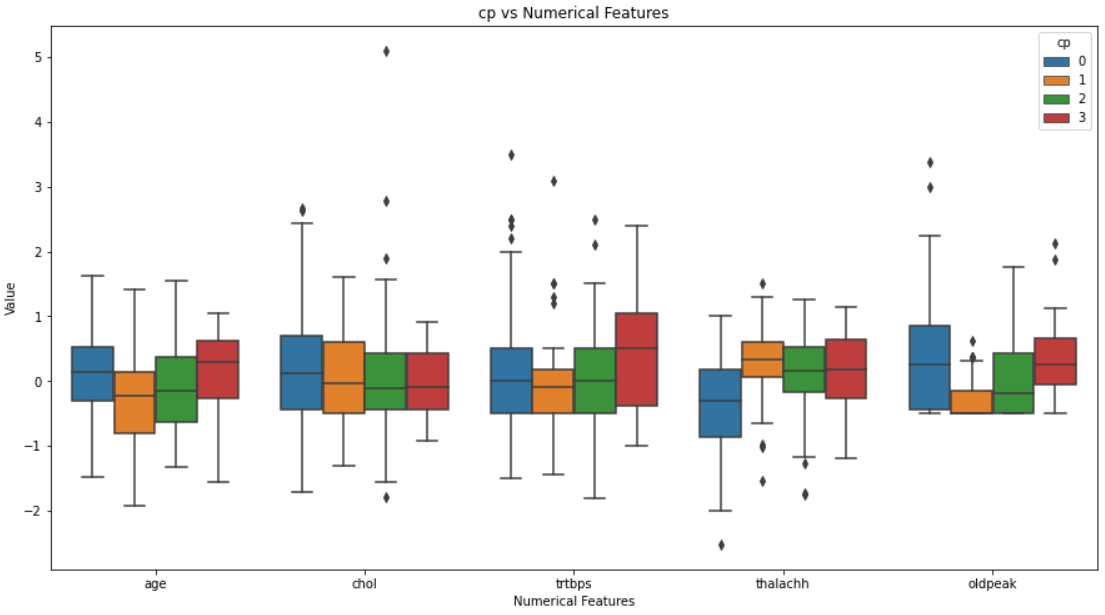 cp vs Numerical Features
cp
0
1
2
3
5
4
3
2
1
0
−1
−2
Value
age chol trtbps thalachh oldpeak
Numerical Features